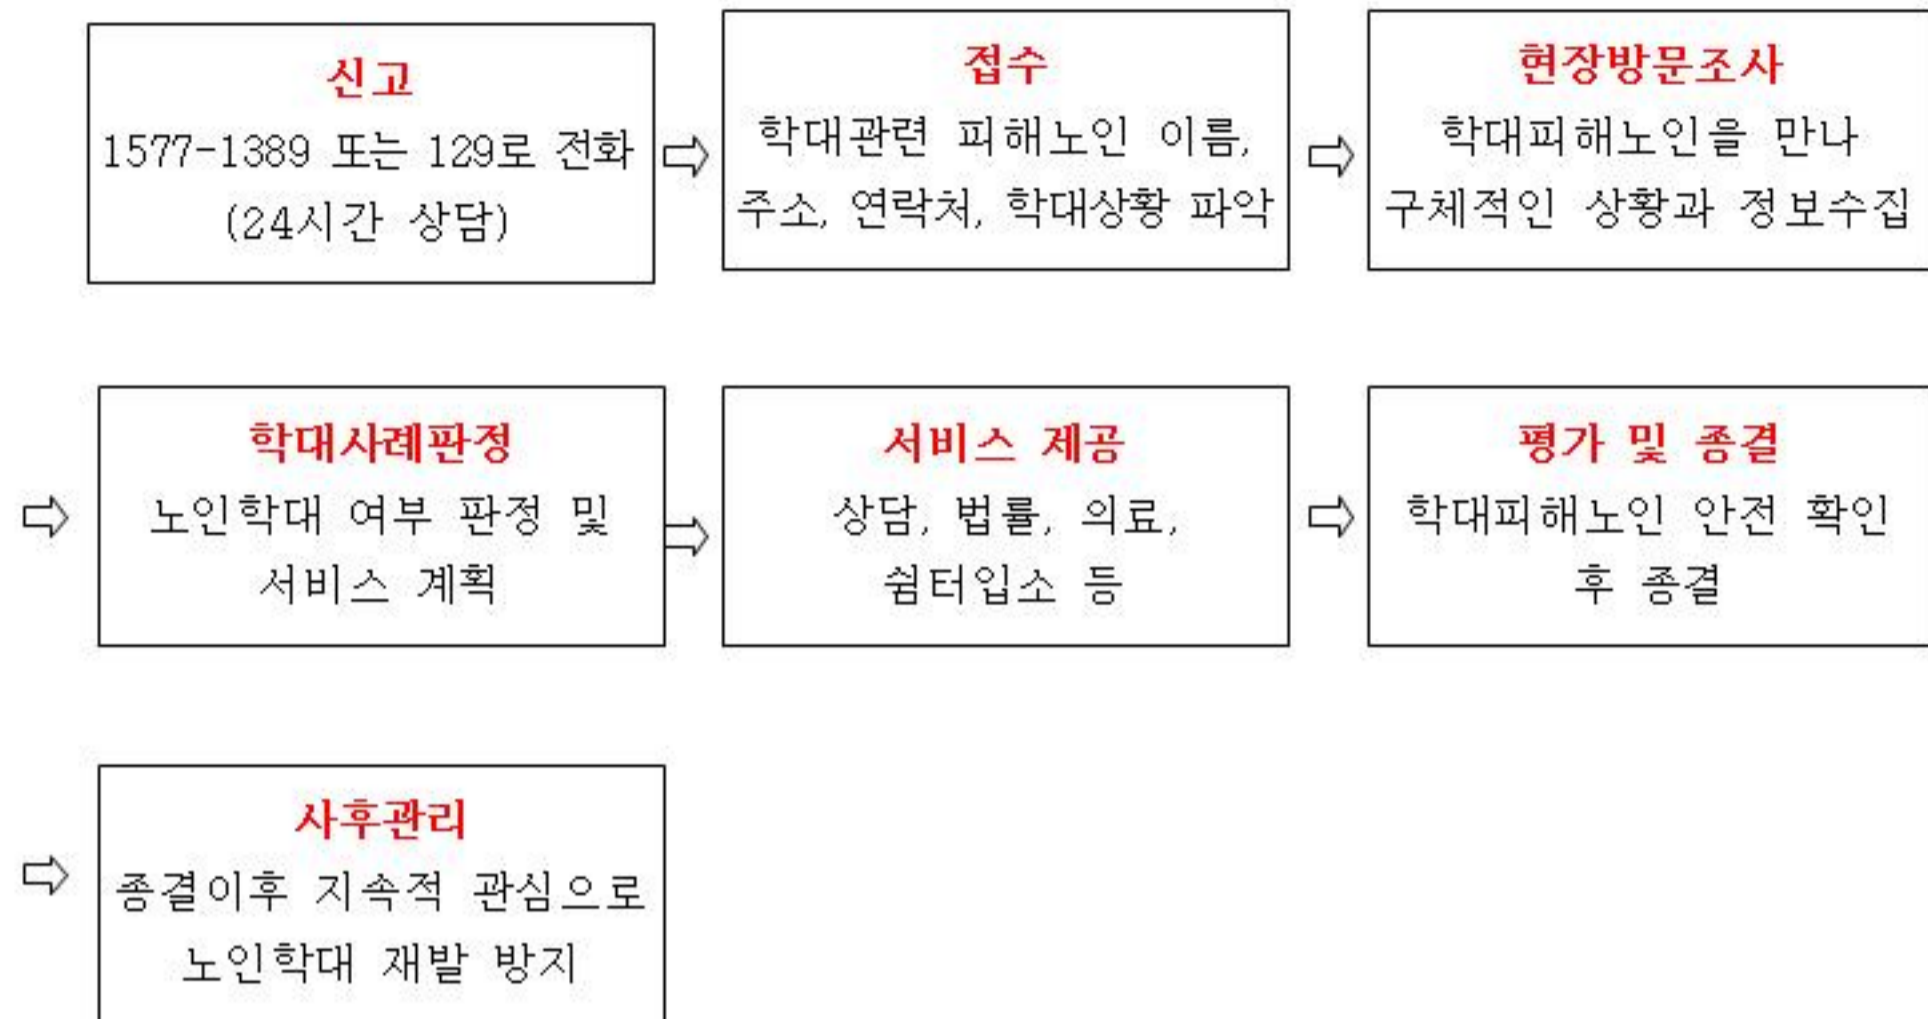 신고
1577-1389 또는 129로 전화
(24시간 상담)
접수
학대관련 피해노인 이름,
주소, 연락처, 학대상황 파악
현장방문조사
학대피해노인을 만나
구체적인 상황과 정보수집
학대사례판정
노인학대 여부 판정 및
서비스 계획
서비스 제공
상담, 법률, 의료,
쉼터입소 등
평가 및 종결
학대피해노인 안전 확인
후 종결
사후관리
종결이후 지속적 관심으로
노인학대 재발 방지